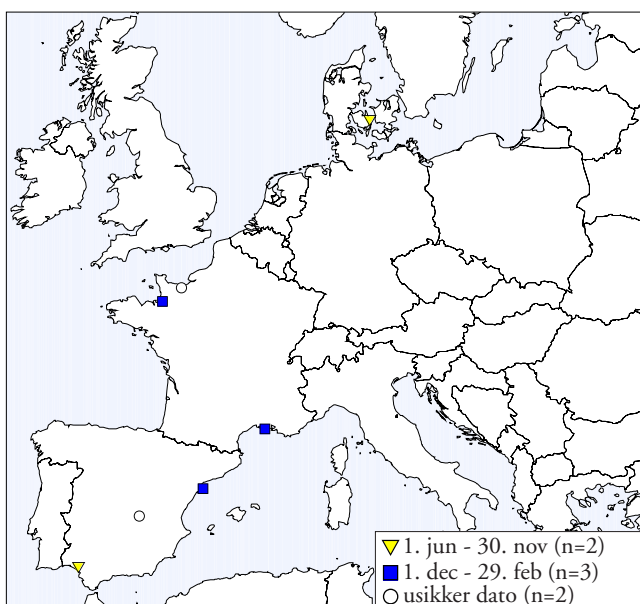 1. jun - 30. nov (n=2)
1. dec - 29. feb (n=3)
usikker dato (n=2)